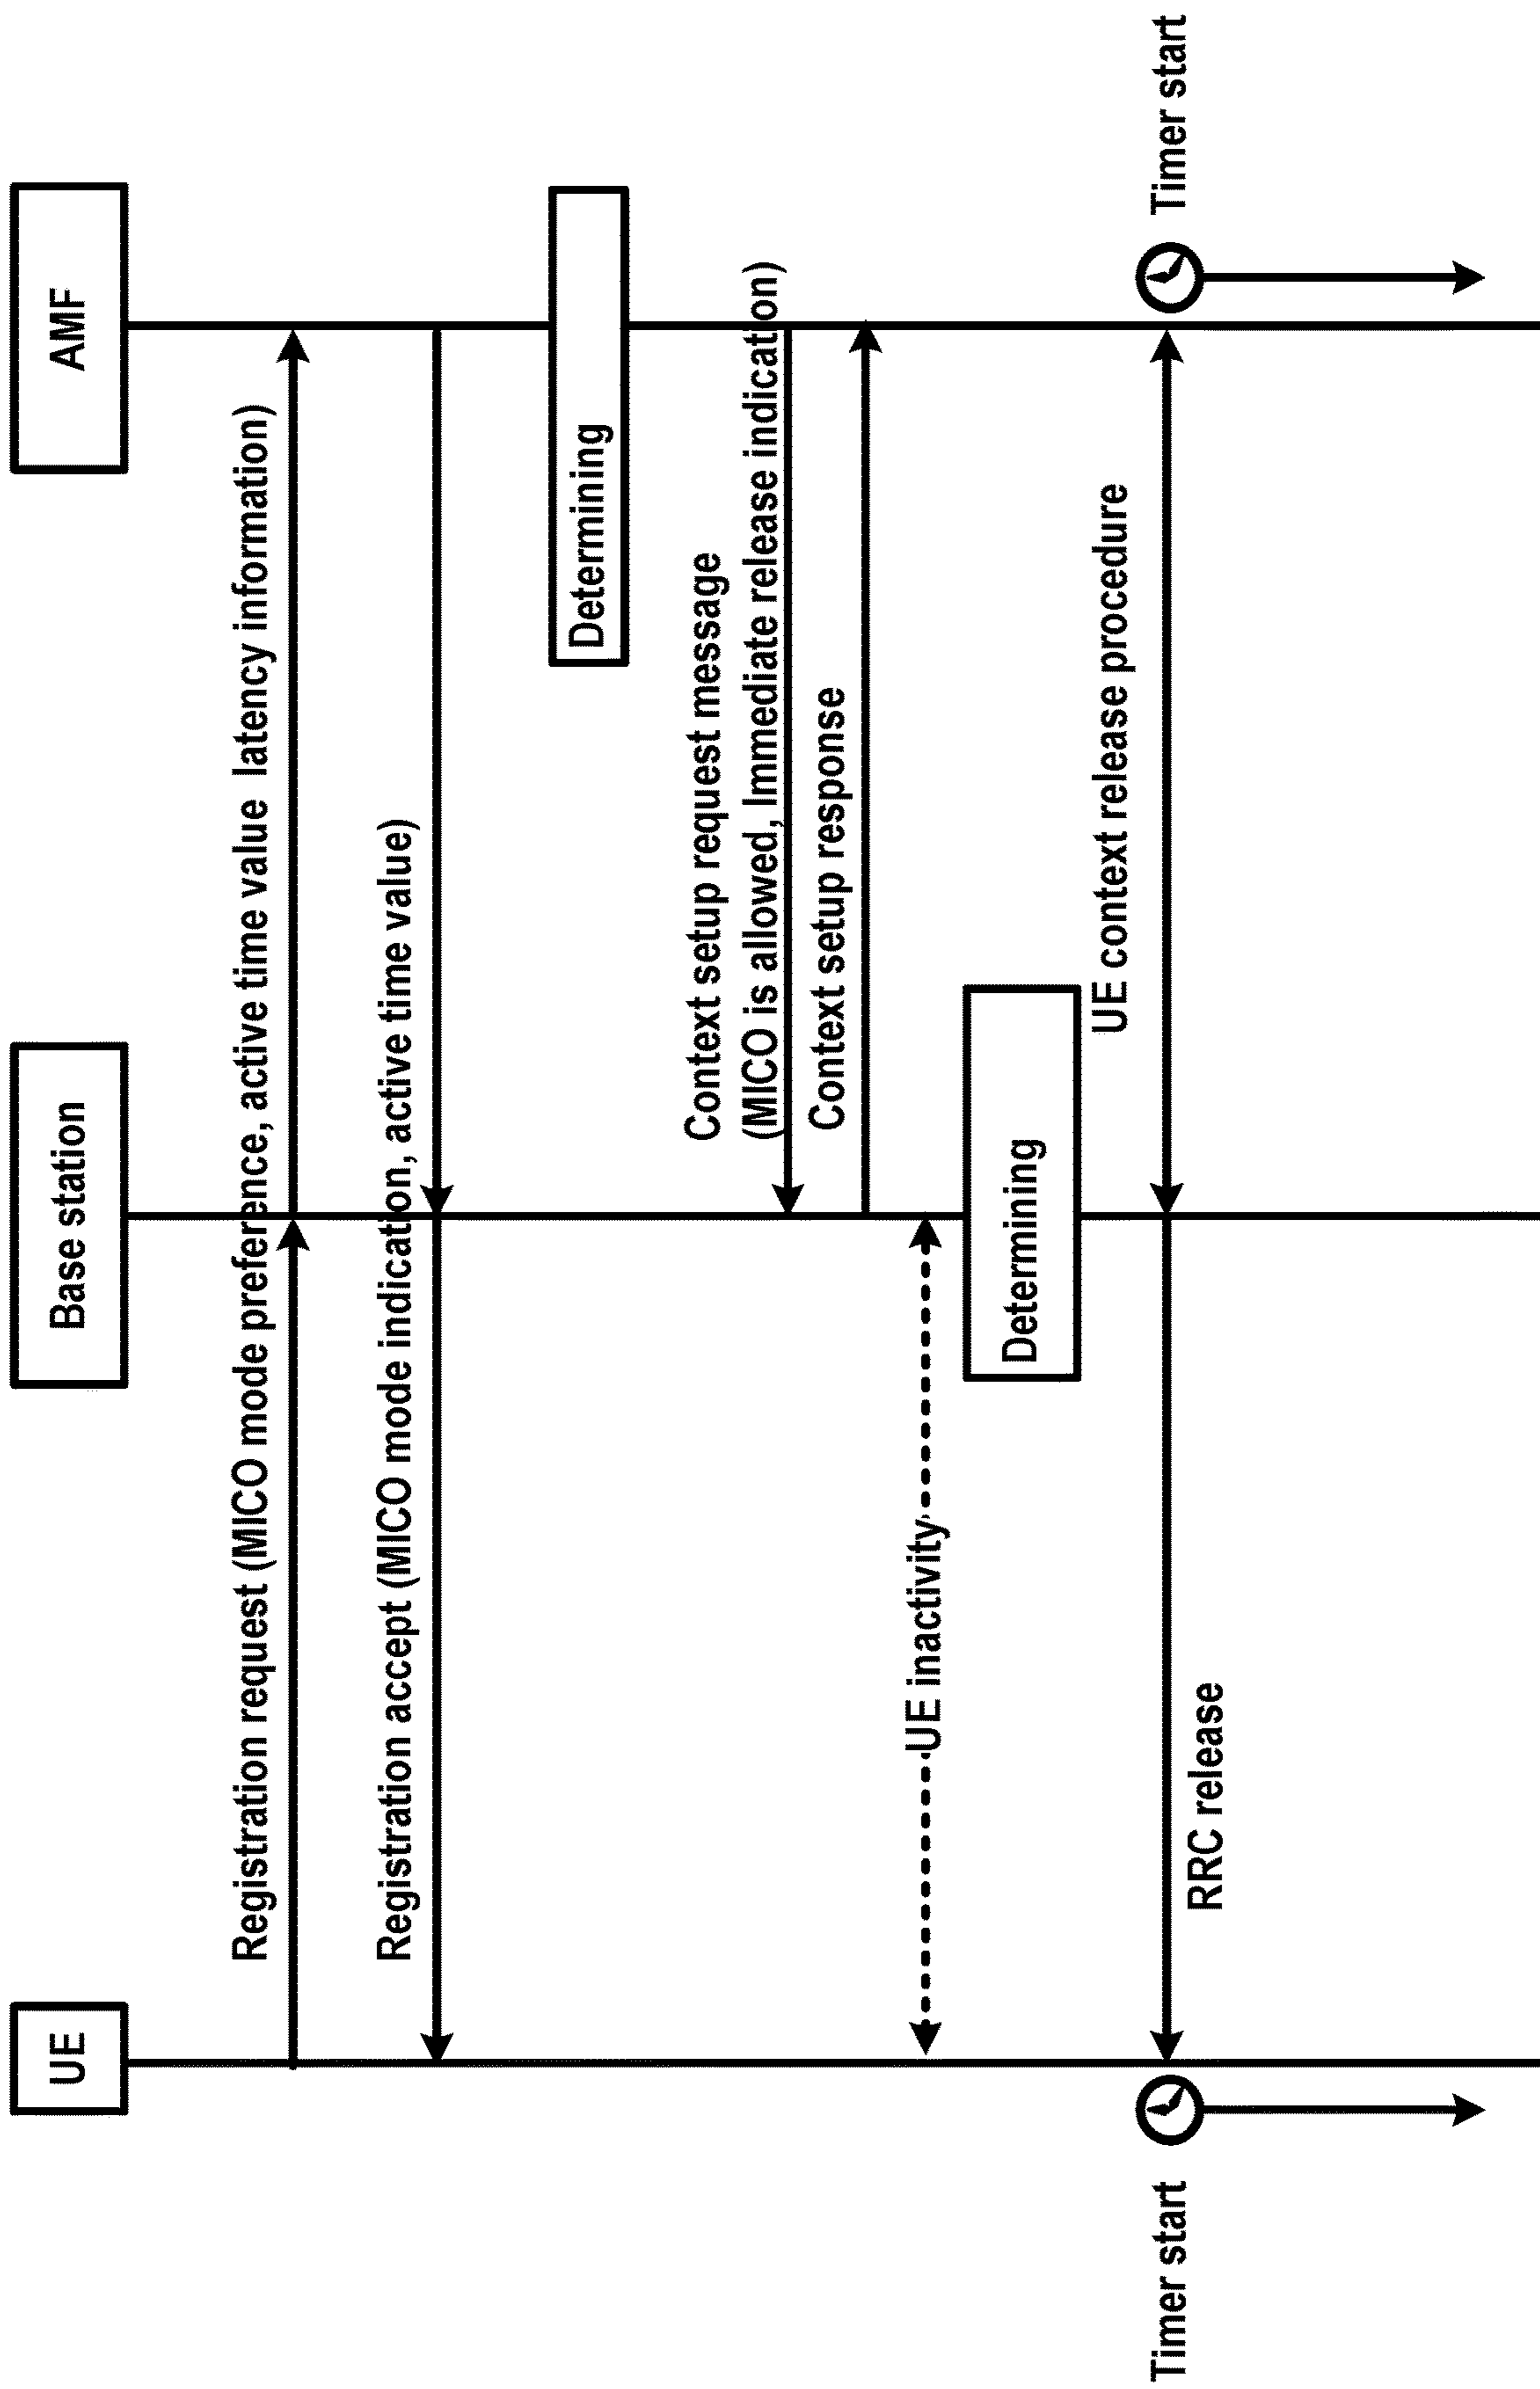 UE
Base station
AMF
Registration request (MICO mode preference, active time value latency information)
Registration accept (MICO mode indication, active time value)
Determining
Context setup request message
(MICO is allowed, Immediate release indication)
Context setup response
UE inactivity
Determining
UE context release procedure
Timer start
RRC release
Timer start